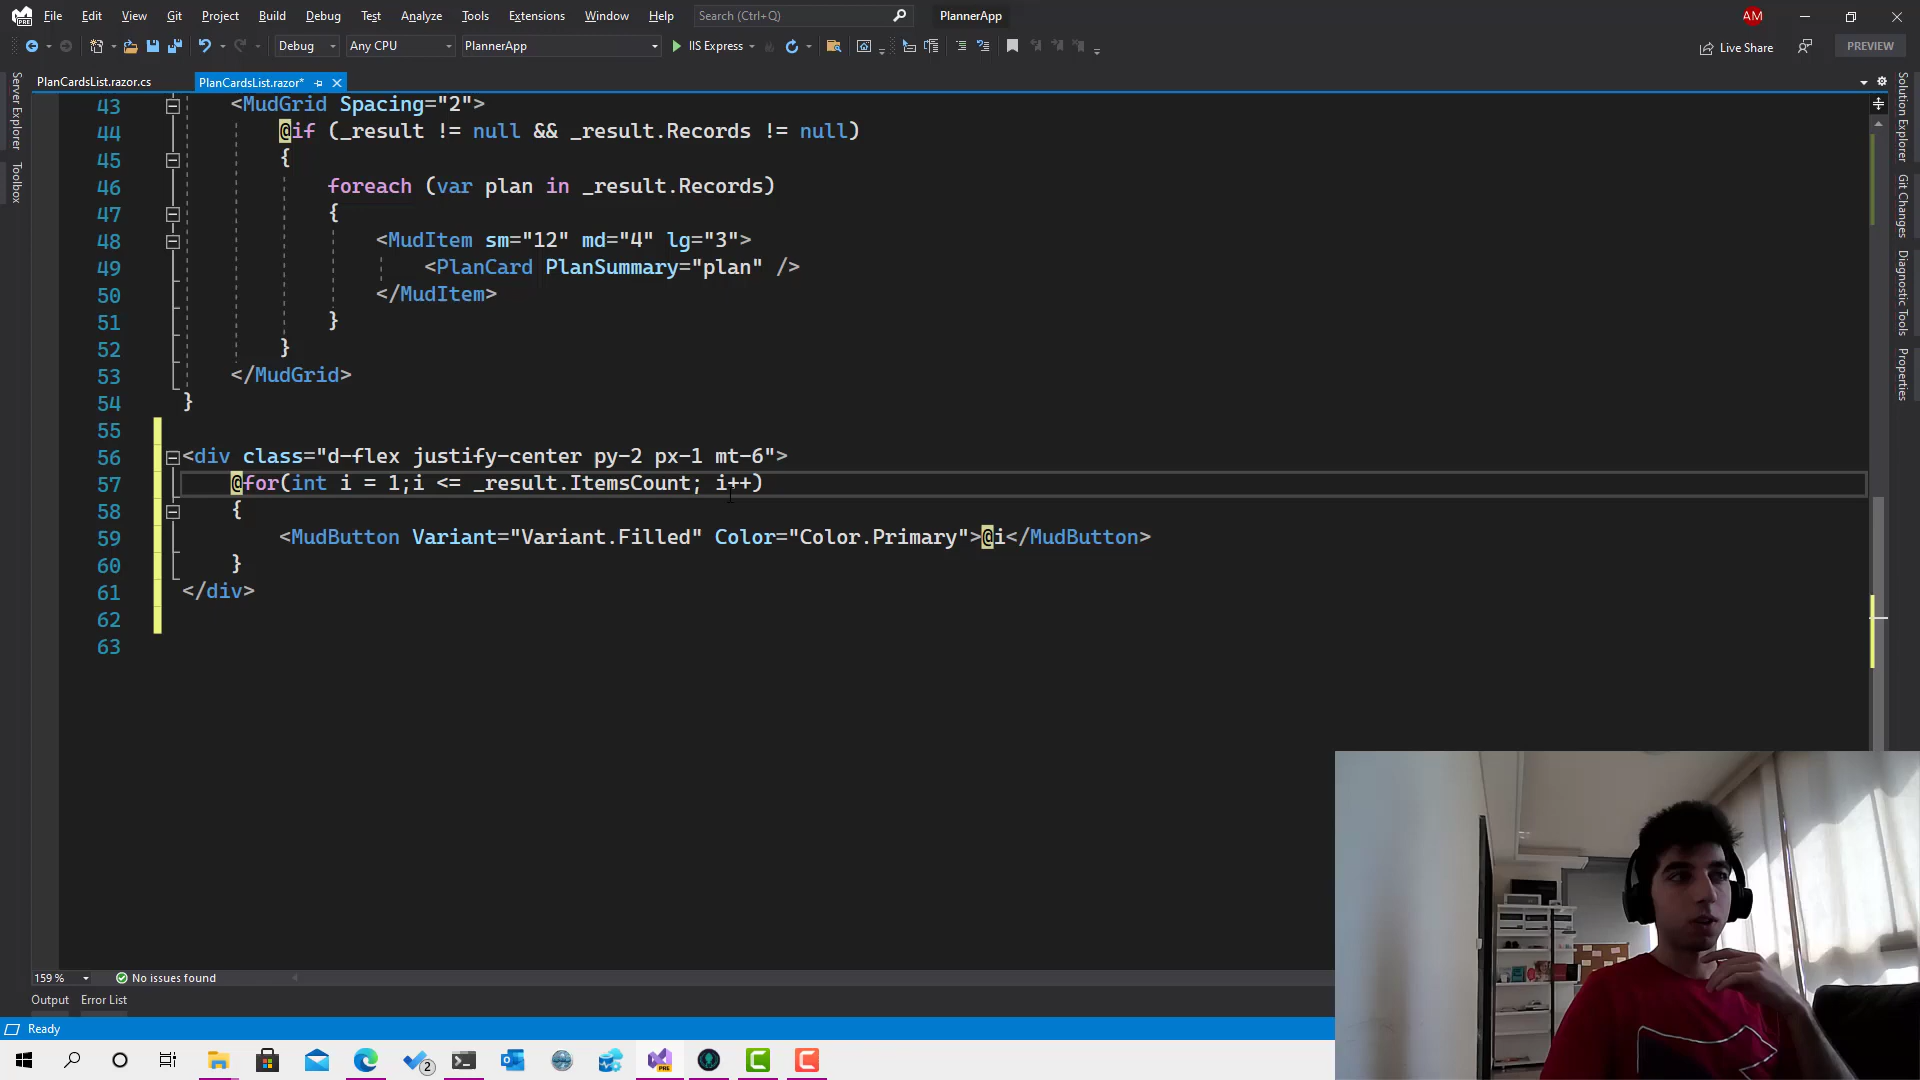 File Edit View Git Project Build Debug Test Analyze Tools Extensions Window Help Search (Ctrl+Q) PlannerApp AM
Debug Any CPU PlannerApp IIS Express Live Share PREVIEW
PlanCardsList.razor.cs PlanCardsList.razor*
Server Explorer
Toolbox
43 <MudGrid Spacing="2">
44 @if (_result != null && _result.Records != null)
45 {
46 foreach (var plan in _result.Records)
47 {
48 <MudItem sm="12" md="4" lg="3">
49 <PlanCard PlanSummary="plan" />
50 </MudItem>
51 }
52 }
53 </MudGrid>
54 }
55
56 <div class="d-flex justify-center py-2 px-1 mt-6">
57 @for(int i = 1;i <= _result.ItemsCount; i++)
58 {
59 <MudButton Variant="Variant.Filled" Color="Color.Primary">@i</MudButton>
60 }
61 </div>
62
63
Solution Explorer
Git Changes
Diagnostic Tools
Properties
159 % No issues found
Output Error List
Ready
2
PRE